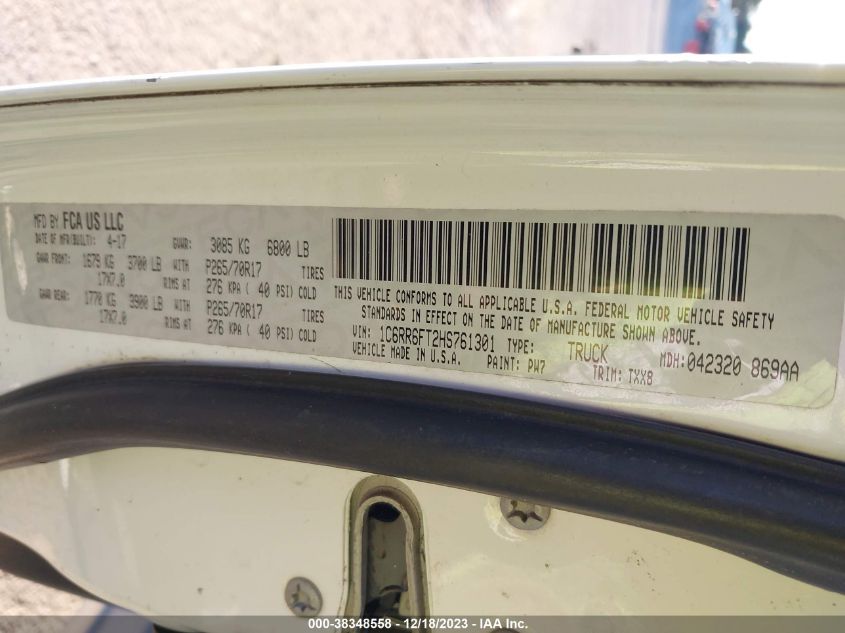 MFD BY FCA US LLC
DATE OF MFR(BUILT): 4-17 GVWR: 3085 KG 6800 LB
GAWR FRONT: 1679 KG 3700 LB WITH P265/70R17 TIRES
17X7.0 RIMS AT 276 KPA ( 40 PSI) COLD
GAWR REAR: 1770 KG 3900 LB WITH P265/70R17 TIRES
17X7.0 RIMS AT 276 KPA ( 40 PSI) COLD
THIS VEHICLE CONFORMS TO ALL APPLICABLE U.S.A. FEDERAL MOTOR VEHICLE SAFETY
STANDARDS IN EFFECT ON THE DATE OF MANUFACTURE SHOWN ABOVE.
VIN: 1C6RR6FT2HS761301 TYPE: TRUCK MDH:042320 869AA
VEHICLE MADE IN U.S.A. PAINT: PW7 TRIM: TXX8
000-38348558 - 12/18/2023 - IAA Inc.